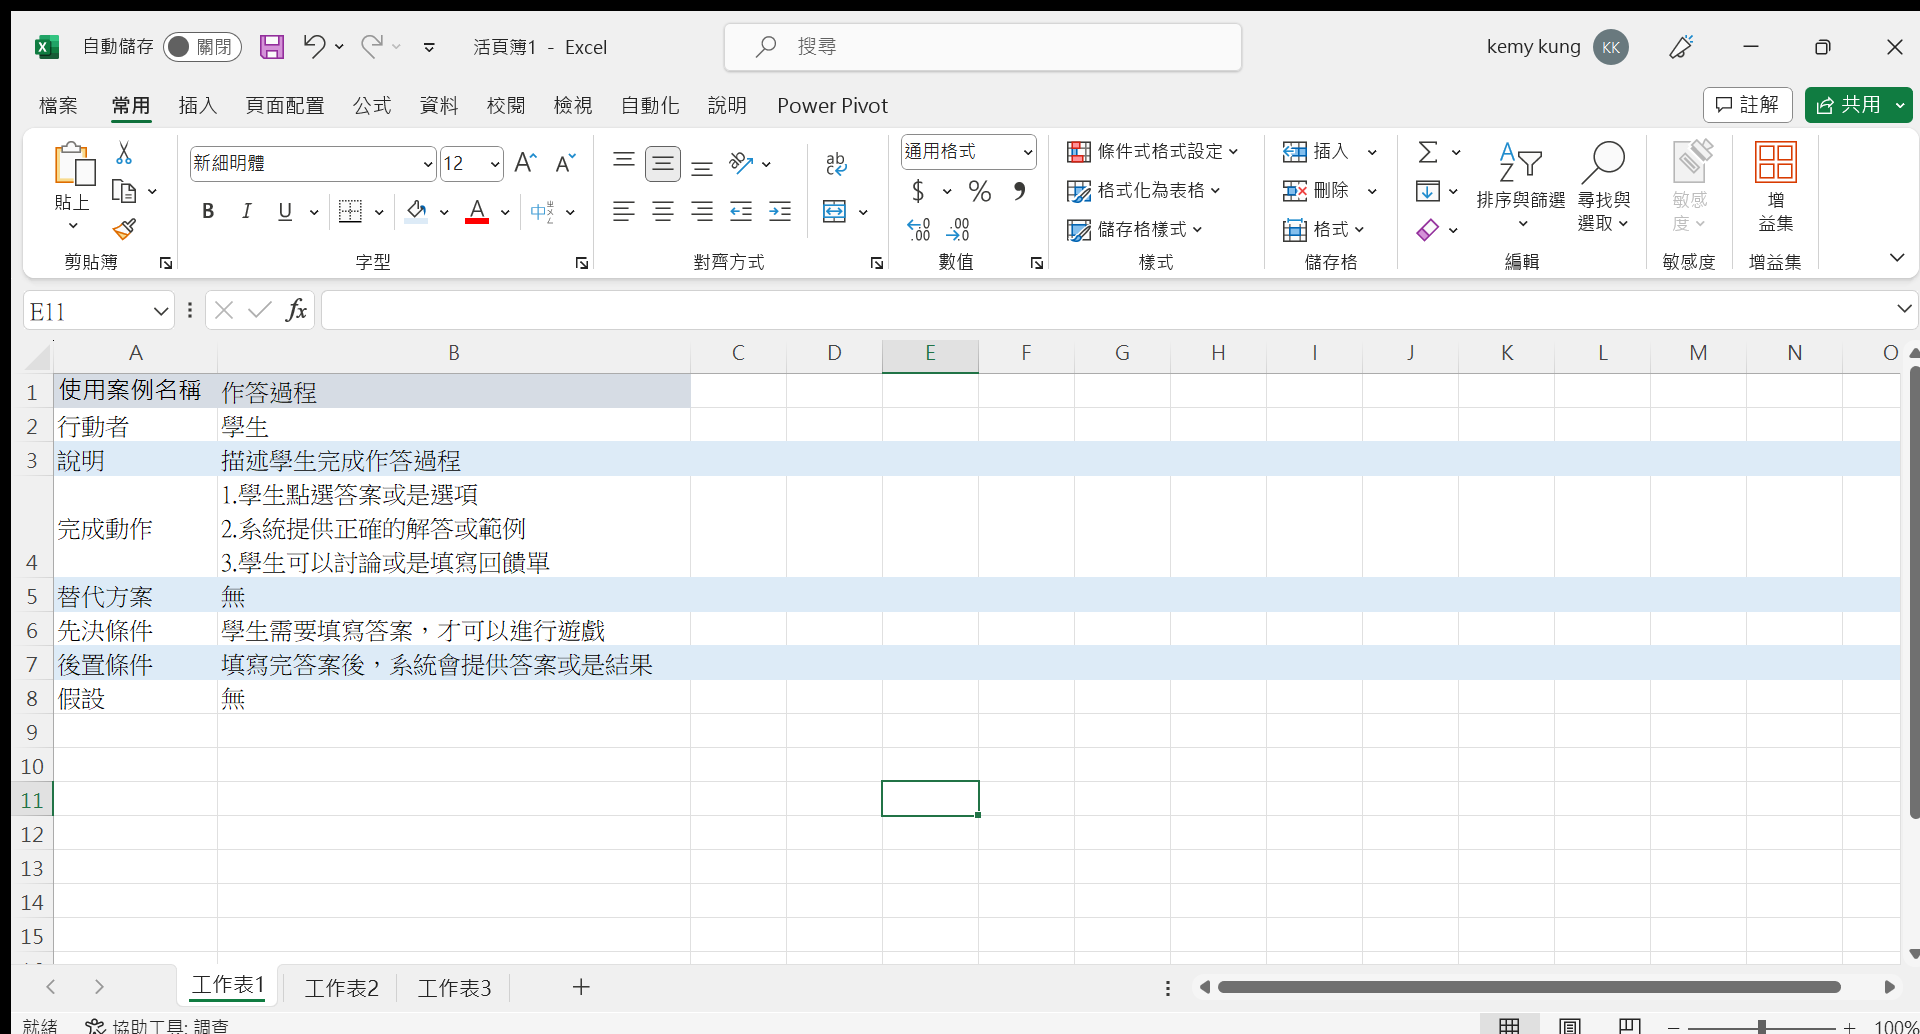 自動儲存 關閉 活頁簿1 - Excel 搜尋 kemy kung KK
檔案 常用 插入 頁面配置 公式 資料 校閱 檢視 自動化 說明 Power Pivot 註解 共用
貼上
剪貼簿
新細明體 12
B I U A
字型
ab
對齊方式
通用格式
$ % ,
數值
條件式格式設定
格式化為表格
儲存格樣式
樣式
插入
刪除
格式
儲存格
排序與篩選
尋找與
選取
編輯
敏感
度
敏感度
增
益集
增益集
E11 fx
A B C D E F G H I J K L M N O
1 使用案例名稱 作答過程
2 行動者 學生
3 說明 描述學生完成作答過程
1.學生點選答案或是選項
完成動作 2.系統提供正確的解答或範例
4 3.學生可以討論或是填寫回饋單
5 替代方案 無
6 先決條件 學生需要填寫答案，才可以進行遊戲
7 後置條件 填寫完答案後，系統會提供答案或是結果
8 假設 無
9
10
11
12
13
14
15
工作表1 工作表2 工作表3
就緒 協助工具: 調查 100%